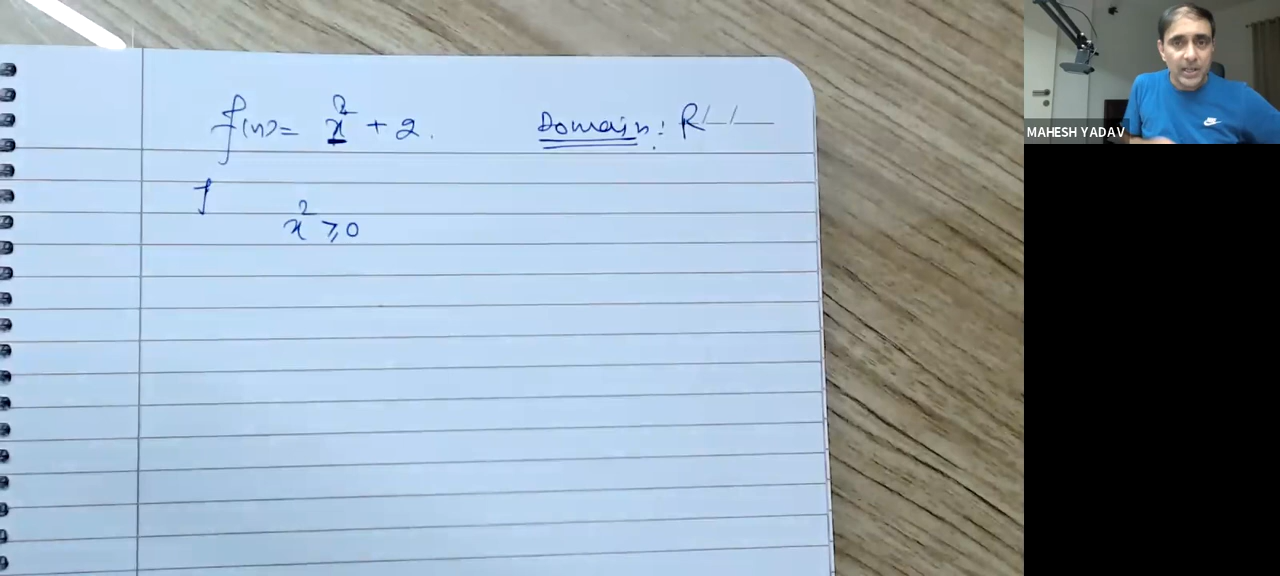 f(x) = x² + 2.
Domain: R
x² ≥ 0
MAHESH YADAV